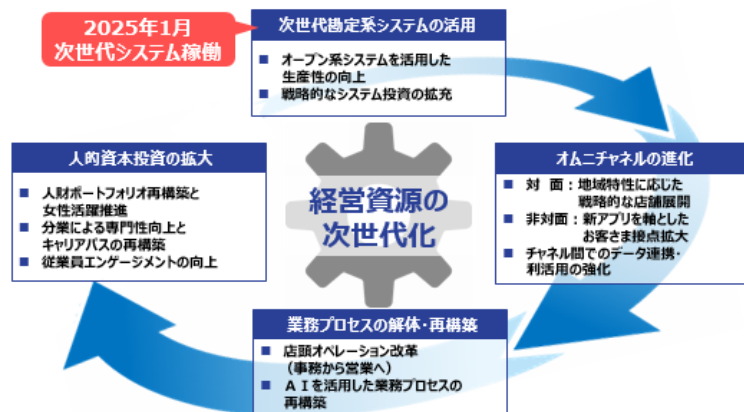 2025年1月
次世代システム稼働
次世代勘定系システムの活用
■ オープン系システムを活用した
生産性の向上
■ 戦略的なシステム投資の拡充
人的資本投資の拡大
■ 人財ポートフォリオ再構築と
女性活躍推進
■ 分業による専門性向上と
キャリアパスの再構築
■ 従業員エンゲージメントの向上
経営資源の
次世代化
オムニチャネルの進化
■ 対 面：地域特性に応じた
戦略的な店舗展開
■ 非対面：新アプリを軸とした
お客さま接点拡大
■ チャネル間でのデータ連携・
利活用の強化
業務プロセスの解体・再構築
■ 店頭オペレーション改革
（事務から営業へ）
■ ＡＩを活用した業務プロセスの
再構築